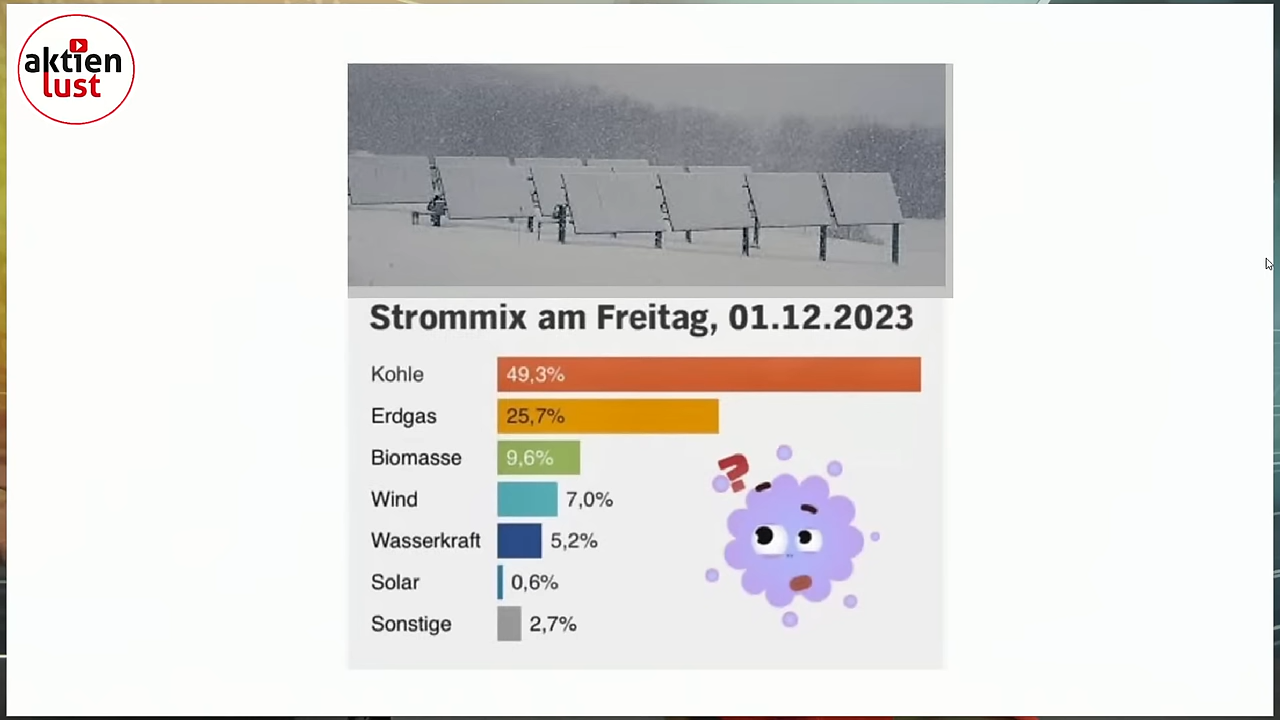 aktien
lust
Strommix am Freitag, 01.12.2023
Kohle 49,3%
Erdgas 25,7%
Biomasse 9,6%
Wind 7,0%
Wasserkraft 5,2%
Solar 0,6%
Sonstige 2,7%
?